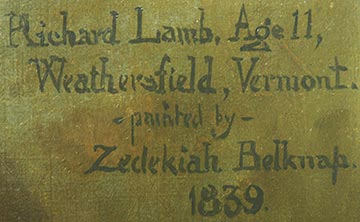 Richard Lamb. Age 11,
Weathersfield, Vermont.
- painted by -
Zedekiah Belknap.
1839.